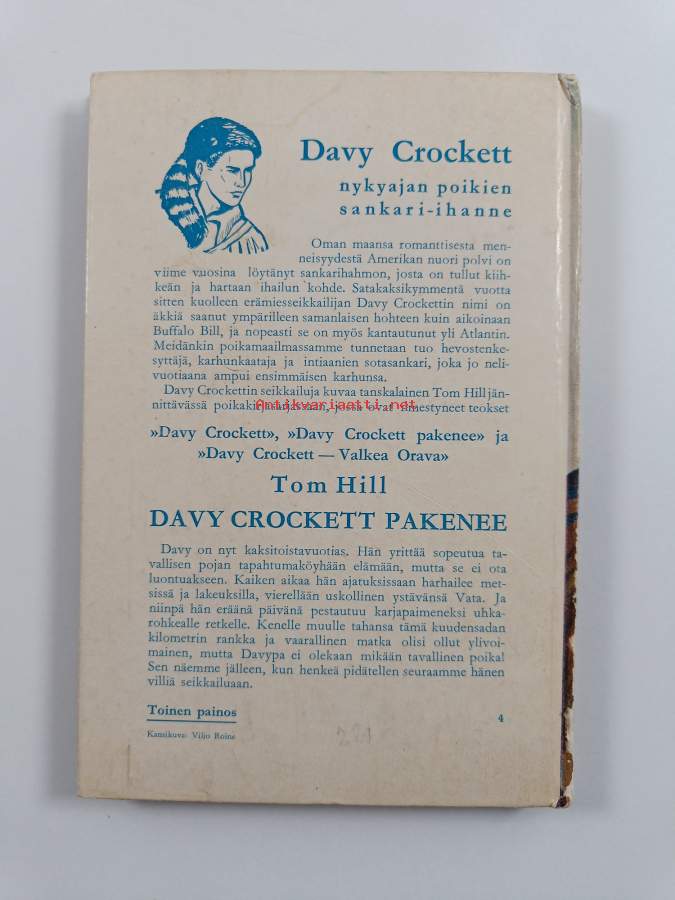 Davy Crockett
nykyajan poikien
sankari-ihanne
Oman maansa romanttisesta men-
neisyydestä Amerikan nuori polvi on
viime vuosina löytänyt sankarihahmon, josta on tullut kiih-
keän ja hartaan ihailun kohde. Satakaksikymmentä vuotta
sitten kuolleen erämiesseikkailijan Davy Crockettin nimi on
äkkiä saanut ympärilleen samanlaisen hohteen kuin aikoinaan
Buffalo Bill, ja nopeasti se on myös kantautunut yli Atlantin.
Meidänkin poikamaailmassamme tunnetaan tuo hevostenke-
syttäjä, karhunkaataja ja intiaanien sotasankari, joka jo neli-
vuotiaana ampui ensimmäisen karhunsa.
Davy Crockettin seikkailuja kuvaa tanskalainen Tom Hill jän-
nittävässä poikakirjasarjassaan, josta ovat ilmestyneet teokset
Antikvariaatti.net
»Davy Crockett», »Davy Crockett pakenee» ja
»Davy Crockett — Valkea Orava»
Tom Hill
DAVY CROCKETT PAKENEE
Davy on nyt kaksitoistavuotias. Hän yrittää sopeutua ta-
vallisen pojan tapahtumaköyhään elämään, mutta se ei ota
luontuakseen. Kaiken aikaa hän ajatuksissaan harhailee met-
sissä ja lakeuksilla, vierellään uskollinen ystävänsä Vata. Ja
niinpä hän eräänä päivänä pestautuu karjapaimeneksi uhka-
rohkealle retkelle. Kenelle muulle tahansa tämä kuudensadan
kilometrin rankka ja vaarallinen matka olisi ollut ylivoi-
mainen, mutta Davypa ei olekaan mikään tavallinen poika!
Sen näemme jälleen, kun henkeä pidätellen seuraamme hänen
villiä seikkailuaan.
Toinen painos
4
Kansikuva: Viljo Roine